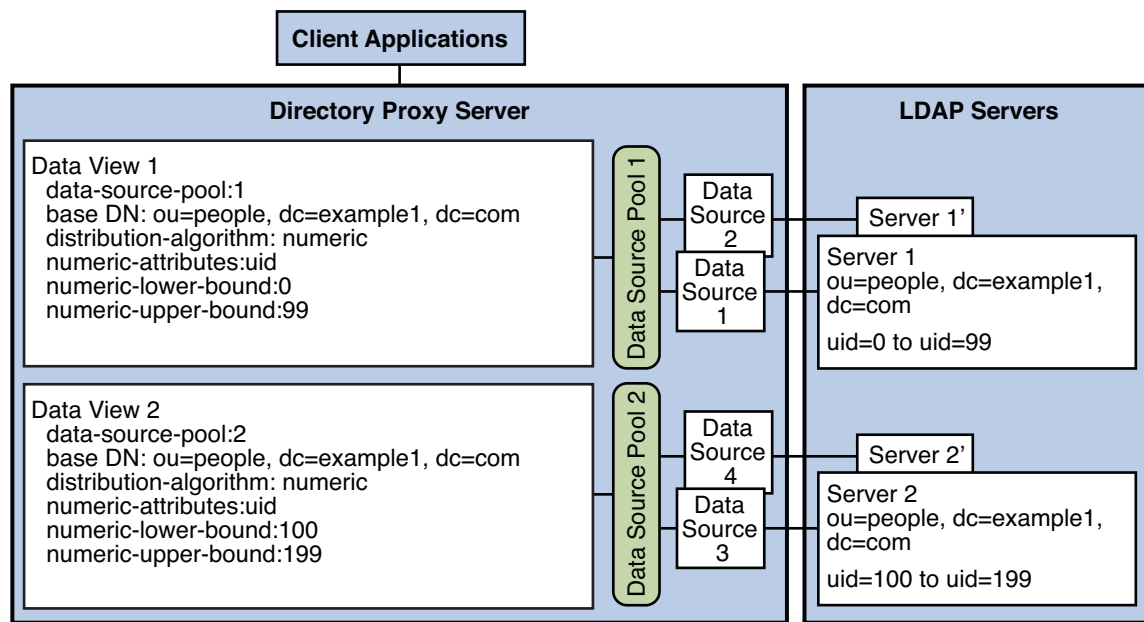 Client Applications
Directory Proxy Server
Data View 1
data-source-pool:1
base DN: ou=people, dc=example1, dc=com
distribution-algorithm: numeric
numeric-attributes:uid
numeric-lower-bound:0
numeric-upper-bound:99
Data Source Pool 1
Data
Source
2
Data
Source
1
Data View 2
data-source-pool:2
base DN: ou=people, dc=example1, dc=com
distribution-algorithm: numeric
numeric-attributes:uid
numeric-lower-bound:100
numeric-upper-bound:199
Data Source Pool 2
Data
Source
4
Data
Source
3
LDAP Servers
Server 1’
Server 1
ou=people, dc=example1,
dc=com
uid=0 to uid=99
Server 2’
Server 2
ou=people, dc=example1,
dc=com
uid=100 to uid=199